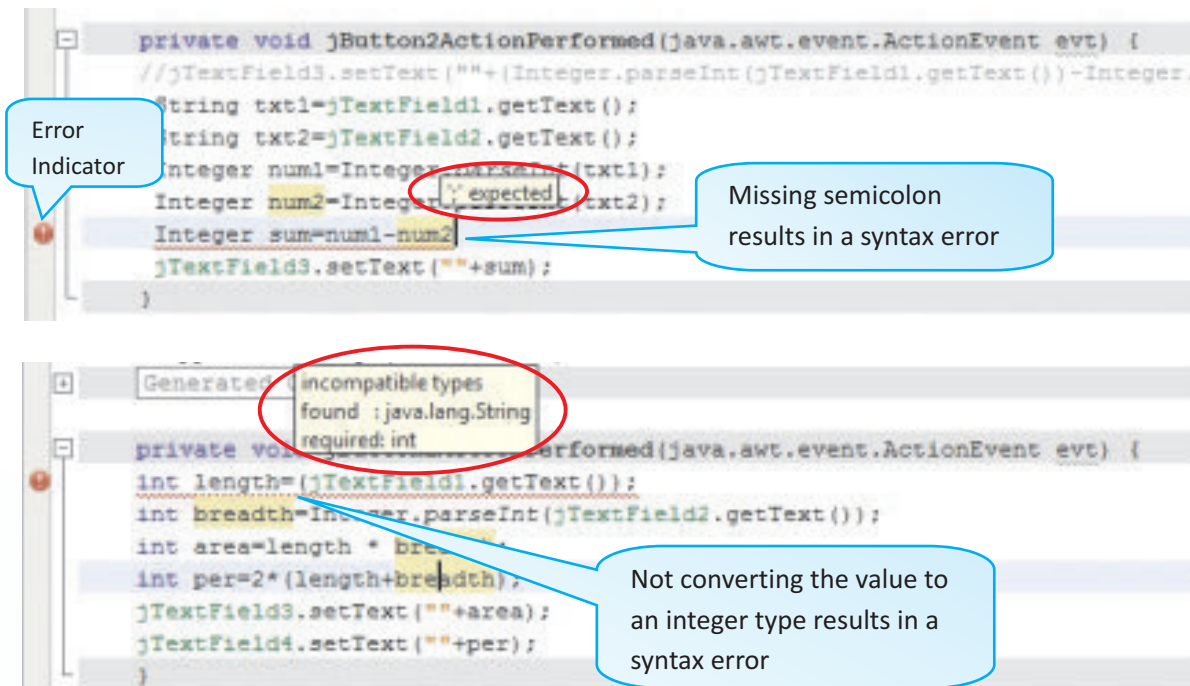 private void jButton2ActionPerformed(java.awt.event.ActionEvent evt) {
//jTextField3.setText(""+(Integer.parseInt(jTextField1.getText())-Integer.
String txt1=jTextField1.getText();
Error
Indicator
String txt2=jTextField2.getText();
Integer num1=Integer.parseInt(txt1);
';' expected
Integer num2=Integer.parseInt(txt2);
Integer sum=num1-num2
Missing semicolon
results in a syntax error
jTextField3.setText(""+sum);
}
Generated
incompatible types
found : java.lang.String
required: int
private void ActionPerformed(java.awt.event.ActionEvent evt) {
int length=(jTextField1.getText());
int breadth=Integer.parseInt(jTextField2.getText());
int area=length * breadth;
int per=2*(length+breadth);
jTextField3.setText(""+area);
jTextField4.setText(""+per);
}
Not converting the value to
an integer type results in a
syntax error